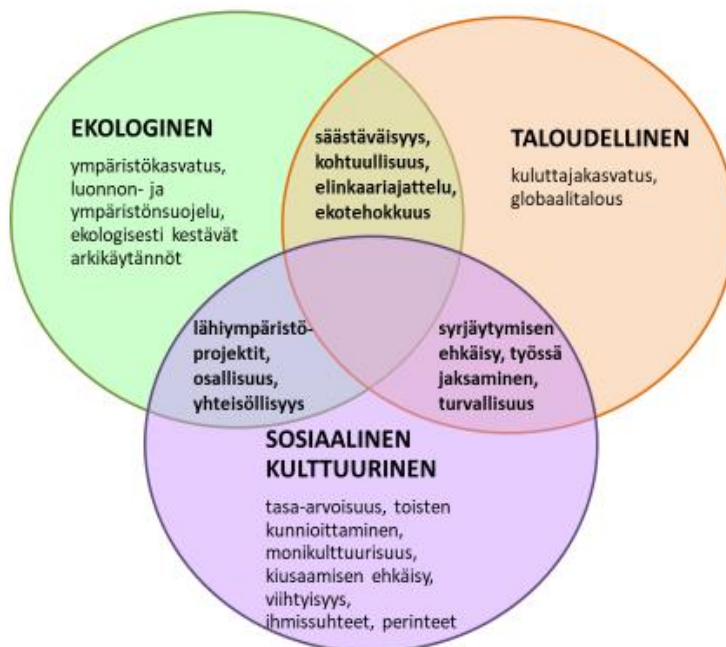 EKOLOGINEN
ympäristökasvatus,
luonnon- ja
ympäristönsuojelu,
ekologisesti kestävät
arkikäytännöt
säästäväisyys,
kohtuullisuus,
elinkaariajattelu,
ekotehokkuus
TALOUDELLINEN
kuluttajakasvatus,
globaalitalous
lähiympäristö-
projektit,
osallisuus,
yhteisöllisyys
syrjäytymisen
ehkäisy, työssä
jaksaminen,
turvallisuus
SOSIAALINEN
KULTTUURINEN
tasa-arvoisuus, toisten
kunnioittaminen,
monikulttuurisuus,
kiusaamisen ehkäisy,
viihtyisyys,
ihmissuhteet, perinteet